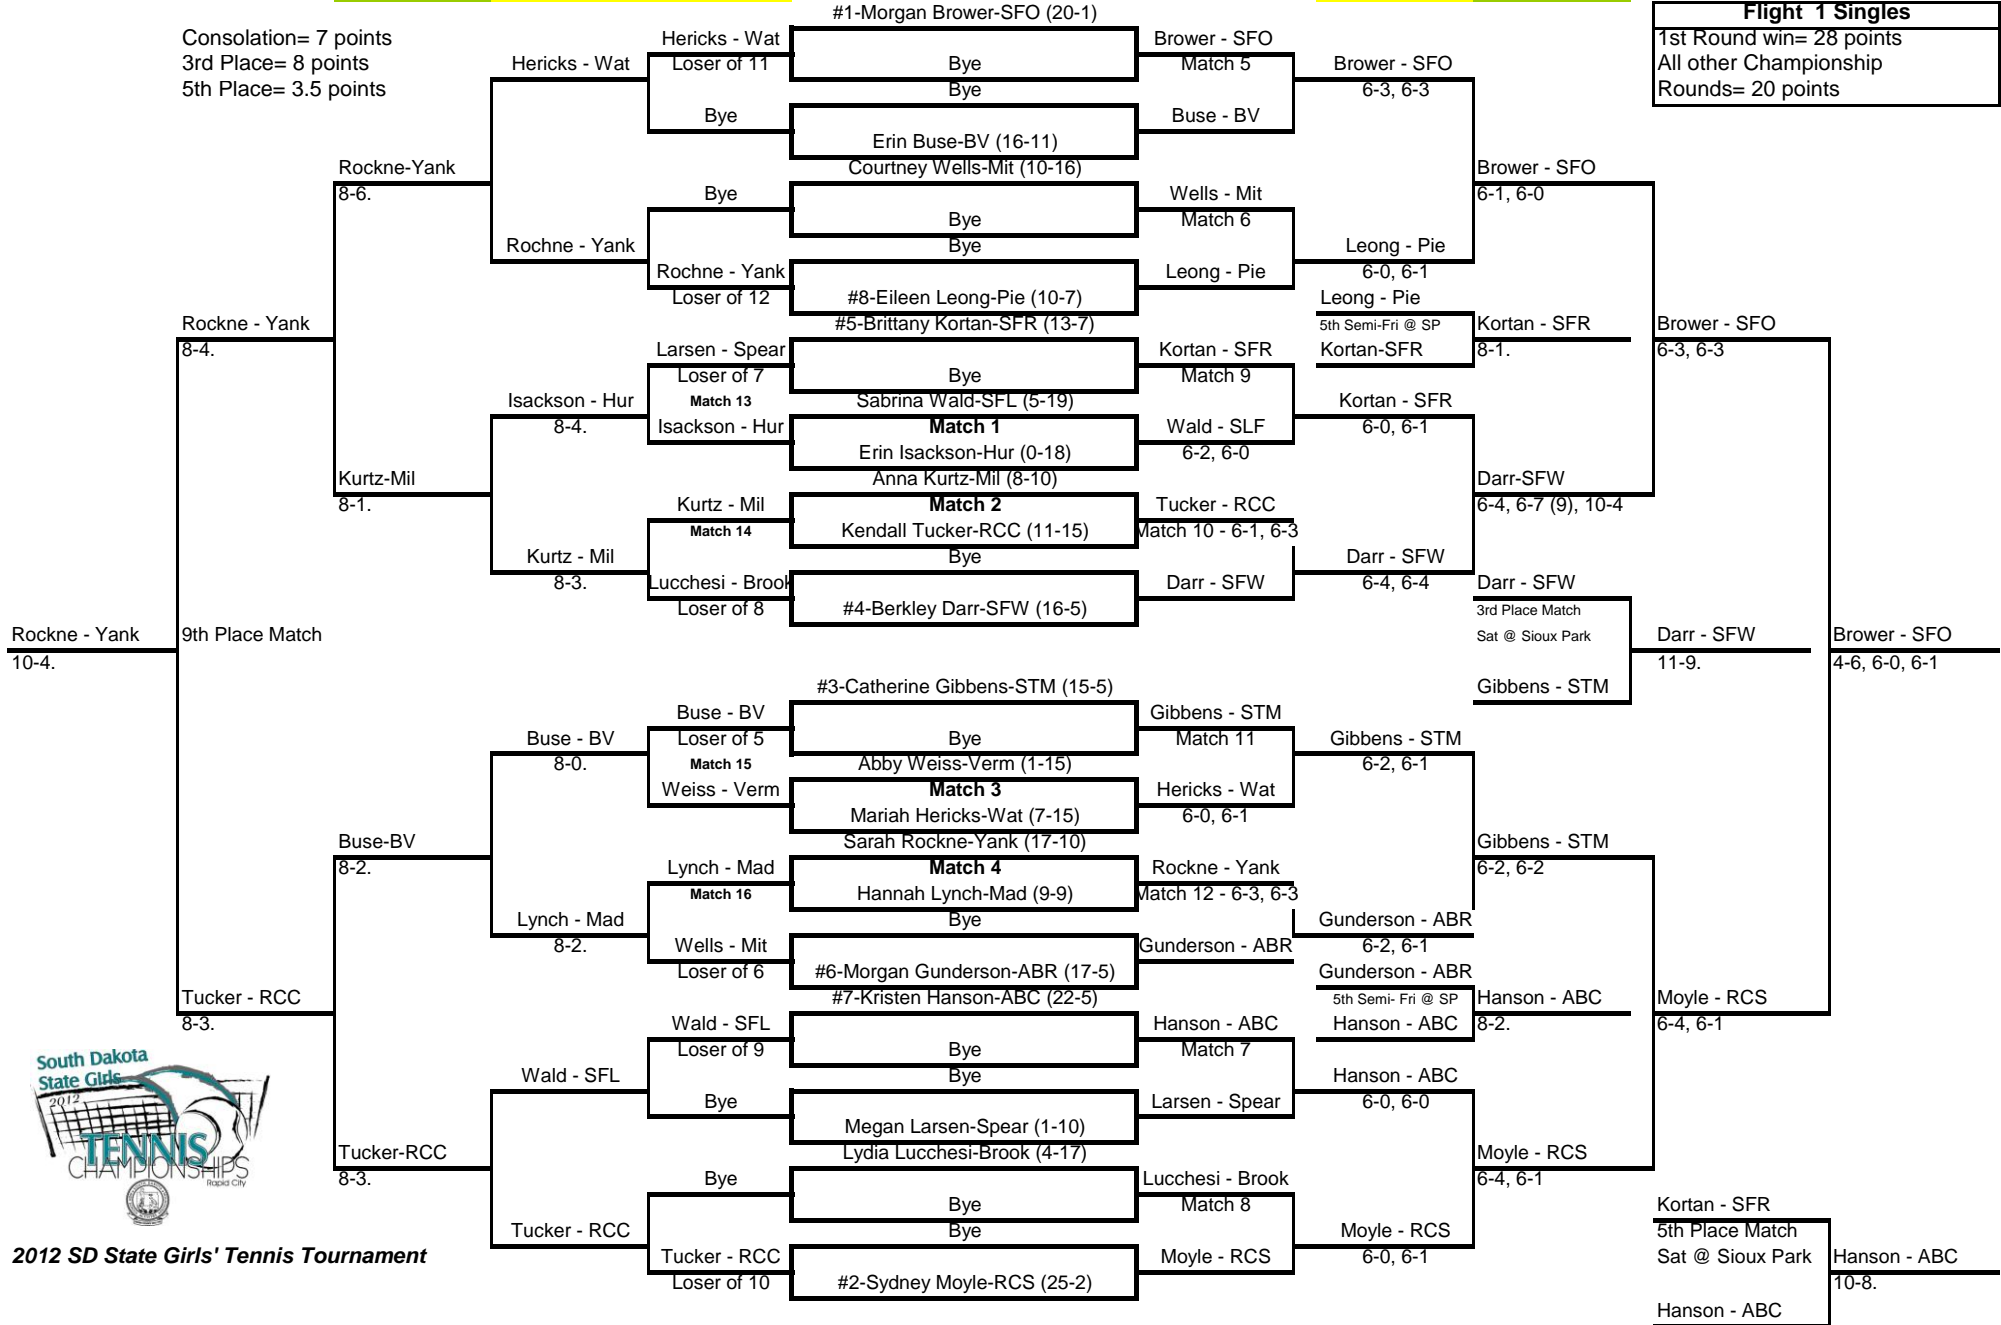 #1-Morgan Brower-SFO (20-1)
Flight 1 Singles
1st Round win= 28 points
All other Championship
Rounds= 20 points
Consolation= 7 points
3rd Place= 8 points
5th Place= 3.5 points
Rockne - Yank
10-4.
Rockne - Yank
8-4.
9th Place Match
Tucker - RCC
8-3.
Rockne-Yank
8-6.
Kurtz-Mil
8-1.
Buse-BV
8-2.
Tucker-RCC
8-3.
Hericks - Wat
Rochne - Yank
Isackson - Hur
8-4.
Kurtz - Mil
8-3.
Buse - BV
8-0.
Lynch - Mad
8-2.
Wald - SFL
Tucker - RCC
Hericks - Wat
Loser of 11
Bye
Bye
Rochne - Yank
Loser of 12
Larsen - Spear
Loser of 7
Match 13
Isackson - Hur
Kurtz - Mil
Match 14
Lucchesi - Brook
Loser of 8
Buse - BV
Loser of 5
Match 15
Weiss - Verm
Lynch - Mad
Match 16
Wells - Mit
Loser of 6
Wald - SFL
Loser of 9
Bye
Bye
Tucker - RCC
Loser of 10
Bye
Bye
Erin Buse-BV (16-11)
Courtney Wells-Mit (10-16)
Bye
Bye
#8-Eileen Leong-Pie (10-7)
#5-Brittany Kortan-SFR (13-7)
Bye
Sabrina Wald-SFL (5-19)
Match 1
Erin Isackson-Hur (0-18)
Anna Kurtz-Mil (8-10)
Match 2
Kendall Tucker-RCC (11-15)
Bye
#4-Berkley Darr-SFW (16-5)
#3-Catherine Gibbens-STM (15-5)
Bye
Abby Weiss-Verm (1-15)
Match 3
Mariah Hericks-Wat (7-15)
Sarah Rockne-Yank (17-10)
Match 4
Hannah Lynch-Mad (9-9)
Bye
#6-Morgan Gunderson-ABR (17-5)
#7-Kristen Hanson-ABC (22-5)
Bye
Bye
Megan Larsen-Spear (1-10)
Lydia Lucchesi-Brook (4-17)
Bye
Bye
#2-Sydney Moyle-RCS (25-2)
Brower - SFO
Match 5
Buse - BV
Wells - Mit
Match 6
Leong - Pie
Kortan - SFR
Match 9
Wald - SLF
6-2, 6-0
Tucker - RCC
Match 10 - 6-1, 6-3
Darr - SFW
Gibbens - STM
Match 11
Hericks - Wat
6-0, 6-1
Rockne - Yank
Match 12 - 6-3, 6-3
Gunderson - ABR
Hanson - ABC
Match 7
Larsen - Spear
Lucchesi - Brook
Match 8
Moyle - RCS
Brower - SFO
6-3, 6-3
Leong - Pie
6-0, 6-1
Leong - Pie
5th Semi-Fri @ SP
Kortan-SFR
Kortan - SFR
6-0, 6-1
Darr - SFW
6-4, 6-4
Gibbens - STM
6-2, 6-1
Gunderson - ABR
6-2, 6-1
Gunderson - ABR
5th Semi- Fri @ SP
Hanson - ABC
Hanson - ABC
6-0, 6-0
Moyle - RCS
6-0, 6-1
Brower - SFO
6-1, 6-0
Kortan - SFR
8-1.
Darr-SFW
6-4, 6-7 (9), 10-4
Darr - SFW
3rd Place Match
Sat @ Sioux Park
Gibbens - STM
Gibbens - STM
6-2, 6-2
Hanson - ABC
8-2.
Moyle - RCS
6-4, 6-1
Brower - SFO
6-3, 6-3
Darr - SFW
11-9.
Moyle - RCS
6-4, 6-1
Kortan - SFR
5th Place Match
Sat @ Sioux Park
Hanson - ABC
Brower - SFO
4-6, 6-0, 6-1
Hanson - ABC
10-8.
South Dakota
State Girls
2012
TENNIS
CHAMPIONSHIPS
Rapid City
2012 SD State Girls' Tennis Tournament